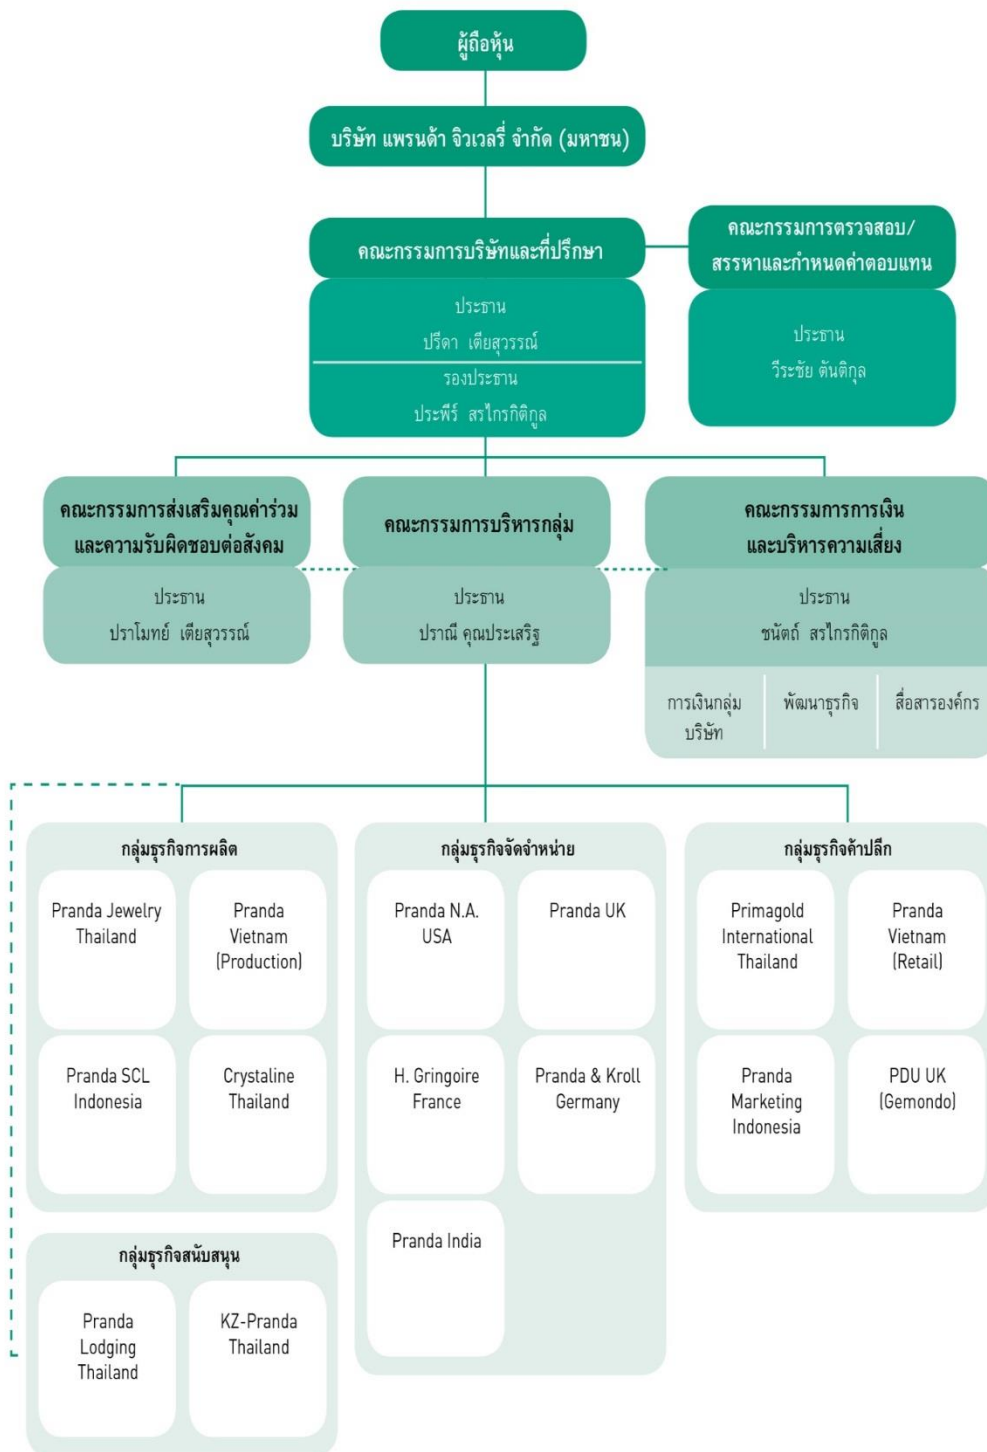 ผู้ถือหุ้น
บริษัท แพรนด้า จิวเวลรี่ จำกัด (มหาชน)
คณะกรรมการบริษัทและที่ปรึกษา
ประธาน
ปรีดา เตียสุวรรณ์
รองประธาน
ประพีร์ สรไกรกิติกูล
คณะกรรมการตรวจสอบ/
สรรหาและกำหนดค่าตอบแทน
ประธาน
วีระชัย ตันติกุล
คณะกรรมการส่งเสริมคุณค่าร่วม
และความรับผิดชอบต่อสังคม
ประธาน
ปราโมทย์ เตียสุวรรณ์
คณะกรรมการบริหารกลุ่ม
ประธาน
ปราณี คุณประเสริฐ
คณะกรรมการการเงิน
และบริหารความเสี่ยง
ประธาน
ชนัตถ์ สรไกรกิติกูล
การเงินกลุ่ม
บริษัท
พัฒนาธุรกิจ
สื่อสารองค์กร
กลุ่มธุรกิจการผลิต
Pranda Jewelry
Thailand
Pranda
Vietnam
(Production)
Pranda SCL
Indonesia
Crystaline
Thailand
กลุ่มธุรกิจสนับสนุน
Pranda
Lodging
Thailand
KZ-Pranda
Thailand
กลุ่มธุรกิจจัดจำหน่าย
Pranda N.A.
USA
Pranda UK
H. Gringoire
France
Pranda & Kroll
Germany
Pranda India
กลุ่มธุรกิจค้าปลีก
Primagold
International
Thailand
Pranda
Vietnam
(Retail)
Pranda
Marketing
Indonesia
PDU UK
(Gemondo)